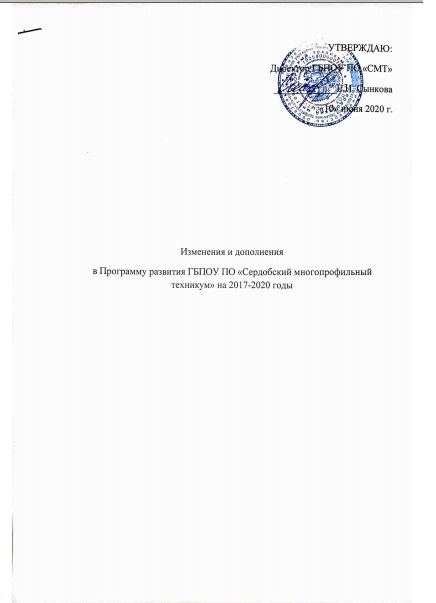 УТВЕРЖДАЮ:
Директор ГБПОУ ПО «СМТ»
Н.И. Сынкова
июня 2020 г.
Изменения и дополнения
в Программу развития ГБПОУ ПО «Сердобский многопрофильный
техникум» на 2017-2020 годы